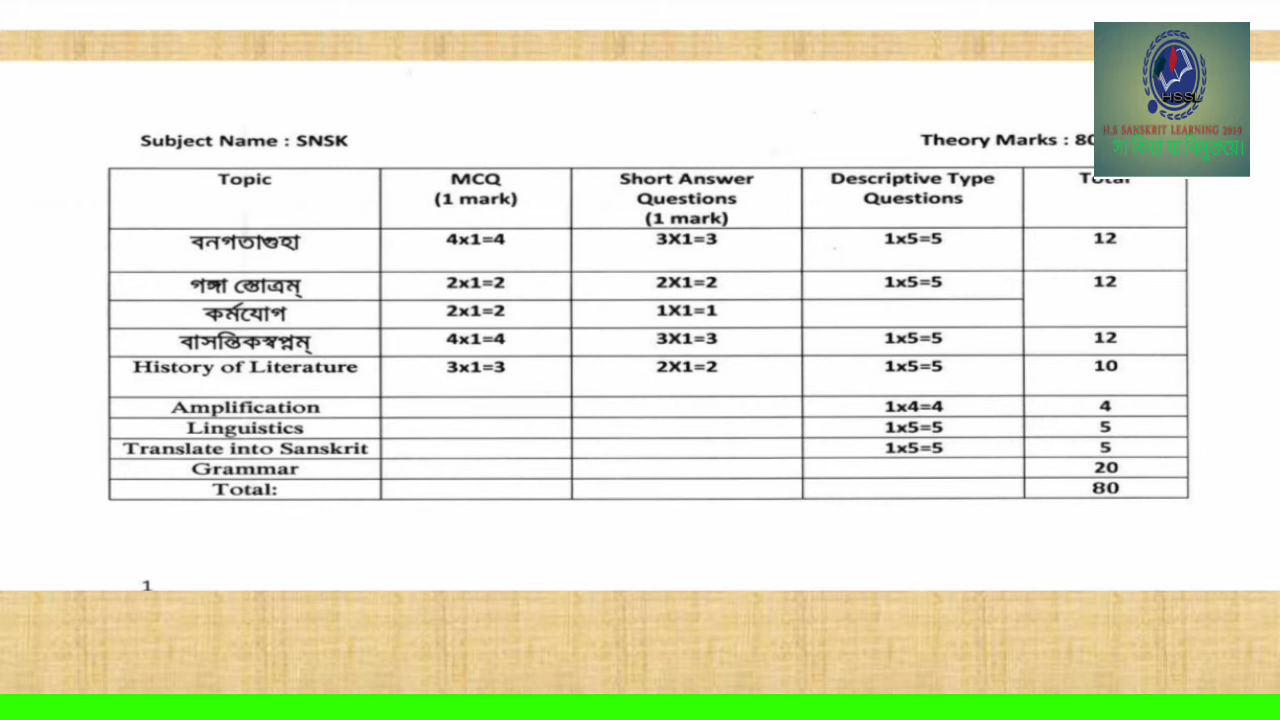 HSSL
H.S SANSKRIT LEARNING 2019
Subject Name : SNSK Theory Marks : 80
Topic MCQ (1 mark) Short Answer Questions (1 mark) Descriptive Type Questions Total
বনগতাগুহা 4x1=4 3X1=3 1x5=5 12
গঙ্গা স্তোত্রম্ 2x1=2 2X1=2 1x5=5 12
কর্মযোগ 2x1=2 1X1=1
বাসন্তিকস্বপ্নম্ 4x1=4 3X1=3 1x5=5 12
History of Literature 3x1=3 2X1=2 1x5=5 10
Amplification 1x4=4 4
Linguistics 1x5=5 5
Translate into Sanskrit 1x5=5 5
Grammar 20
Total: 80
1